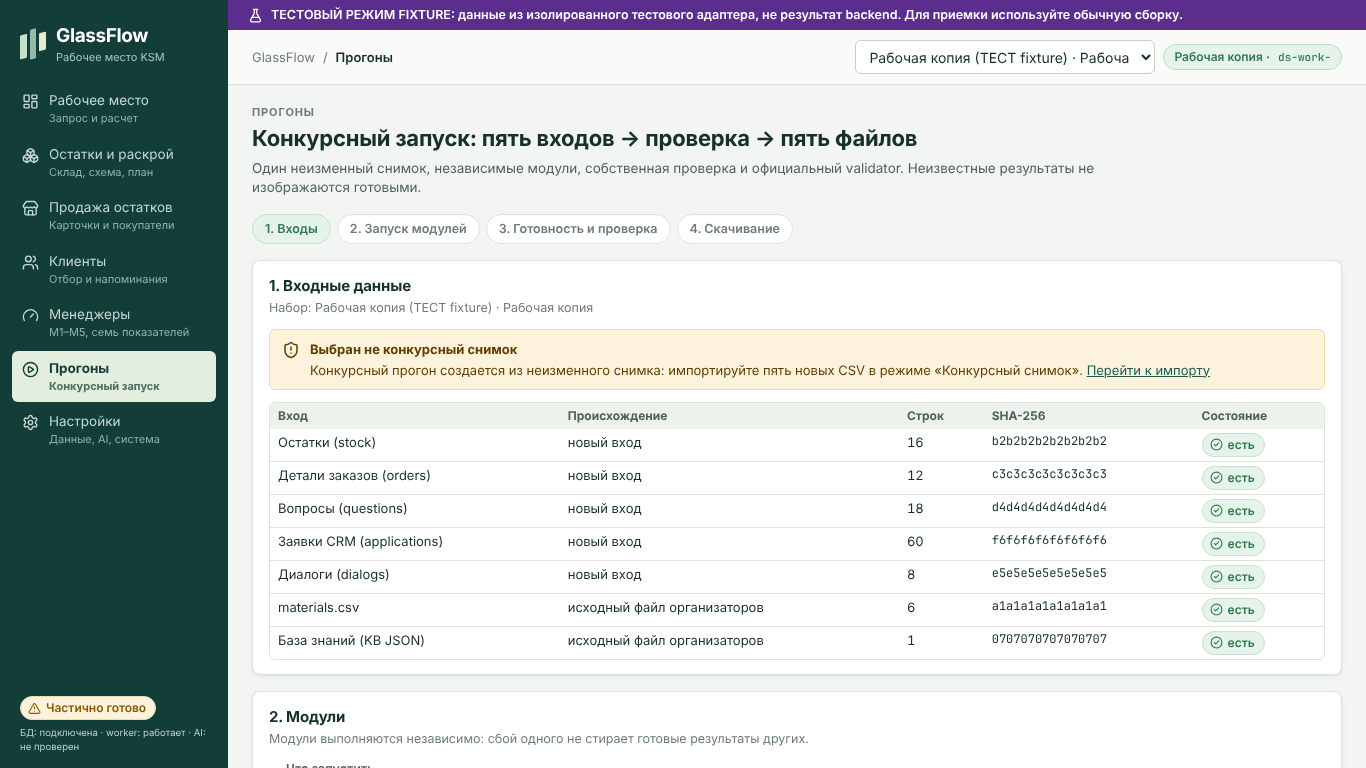 ТЕСТОВЫЙ РЕЖИМ FIXTURE: данные из изолированного тестового адаптера, не результат backend. Для приемки используйте обычную сборку.
GlassFlow
Рабочее место KSM
Рабочее место
Запрос и расчет
Остатки и раскрой
Склад, схема, план
Продажа остатков
Карточки и покупатели
Клиенты
Отбор и напоминания
Менеджеры
M1–M5, семь показателей
Прогоны
Конкурсный запуск
Настройки
Данные, AI, система
Частично готово
БД: подключена · worker: работает · AI:
не проверен
GlassFlow / Прогоны
Рабочая копия (ТЕСТ fixture) · Рабоча
Рабочая копия · ds-work-
ПРОГОНЫ
Конкурсный запуск: пять входов → проверка → пять файлов
Один неизменный снимок, независимые модули, собственная проверка и официальный validator. Неизвестные результаты не
изображаются готовыми.
1. Входы 2. Запуск модулей 3. Готовность и проверка 4. Скачивание
1. Входные данные
Набор: Рабочая копия (ТЕСТ fixture) · Рабочая копия
Выбран не конкурсный снимок
Конкурсный прогон создается из неизменного снимка: импортируйте пять новых CSV в режиме «Конкурсный снимок». Перейти к импорту
Вход Происхождение Строк SHA-256 Состояние
Остатки (stock) новый вход 16 b2b2b2b2b2b2b2b2 есть
Детали заказов (orders) новый вход 12 c3c3c3c3c3c3c3c3 есть
Вопросы (questions) новый вход 18 d4d4d4d4d4d4d4d4 есть
Заявки CRM (applications) новый вход 60 f6f6f6f6f6f6f6f6 есть
Диалоги (dialogs) новый вход 8 e5e5e5e5e5e5e5e5 есть
materials.csv исходный файл организаторов 6 a1a1a1a1a1a1a1a1 есть
База знаний (KB JSON) исходный файл организаторов 1 0707070707070707 есть
2. Модули
Модули выполняются независимо: сбой одного не стирает готовые результаты других.
Что запустить